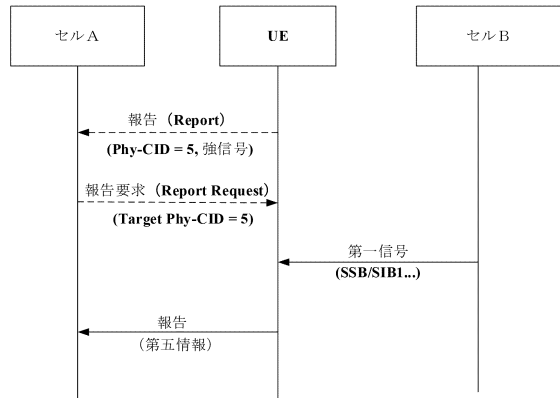 セルA
UE
セルB
報告（Report）
(Phy-CID = 5, 強信号)
報告要求（Report Request）
(Target Phy-CID = 5)
第一信号
(SSB/SIB1...)
報告
（第五情報）